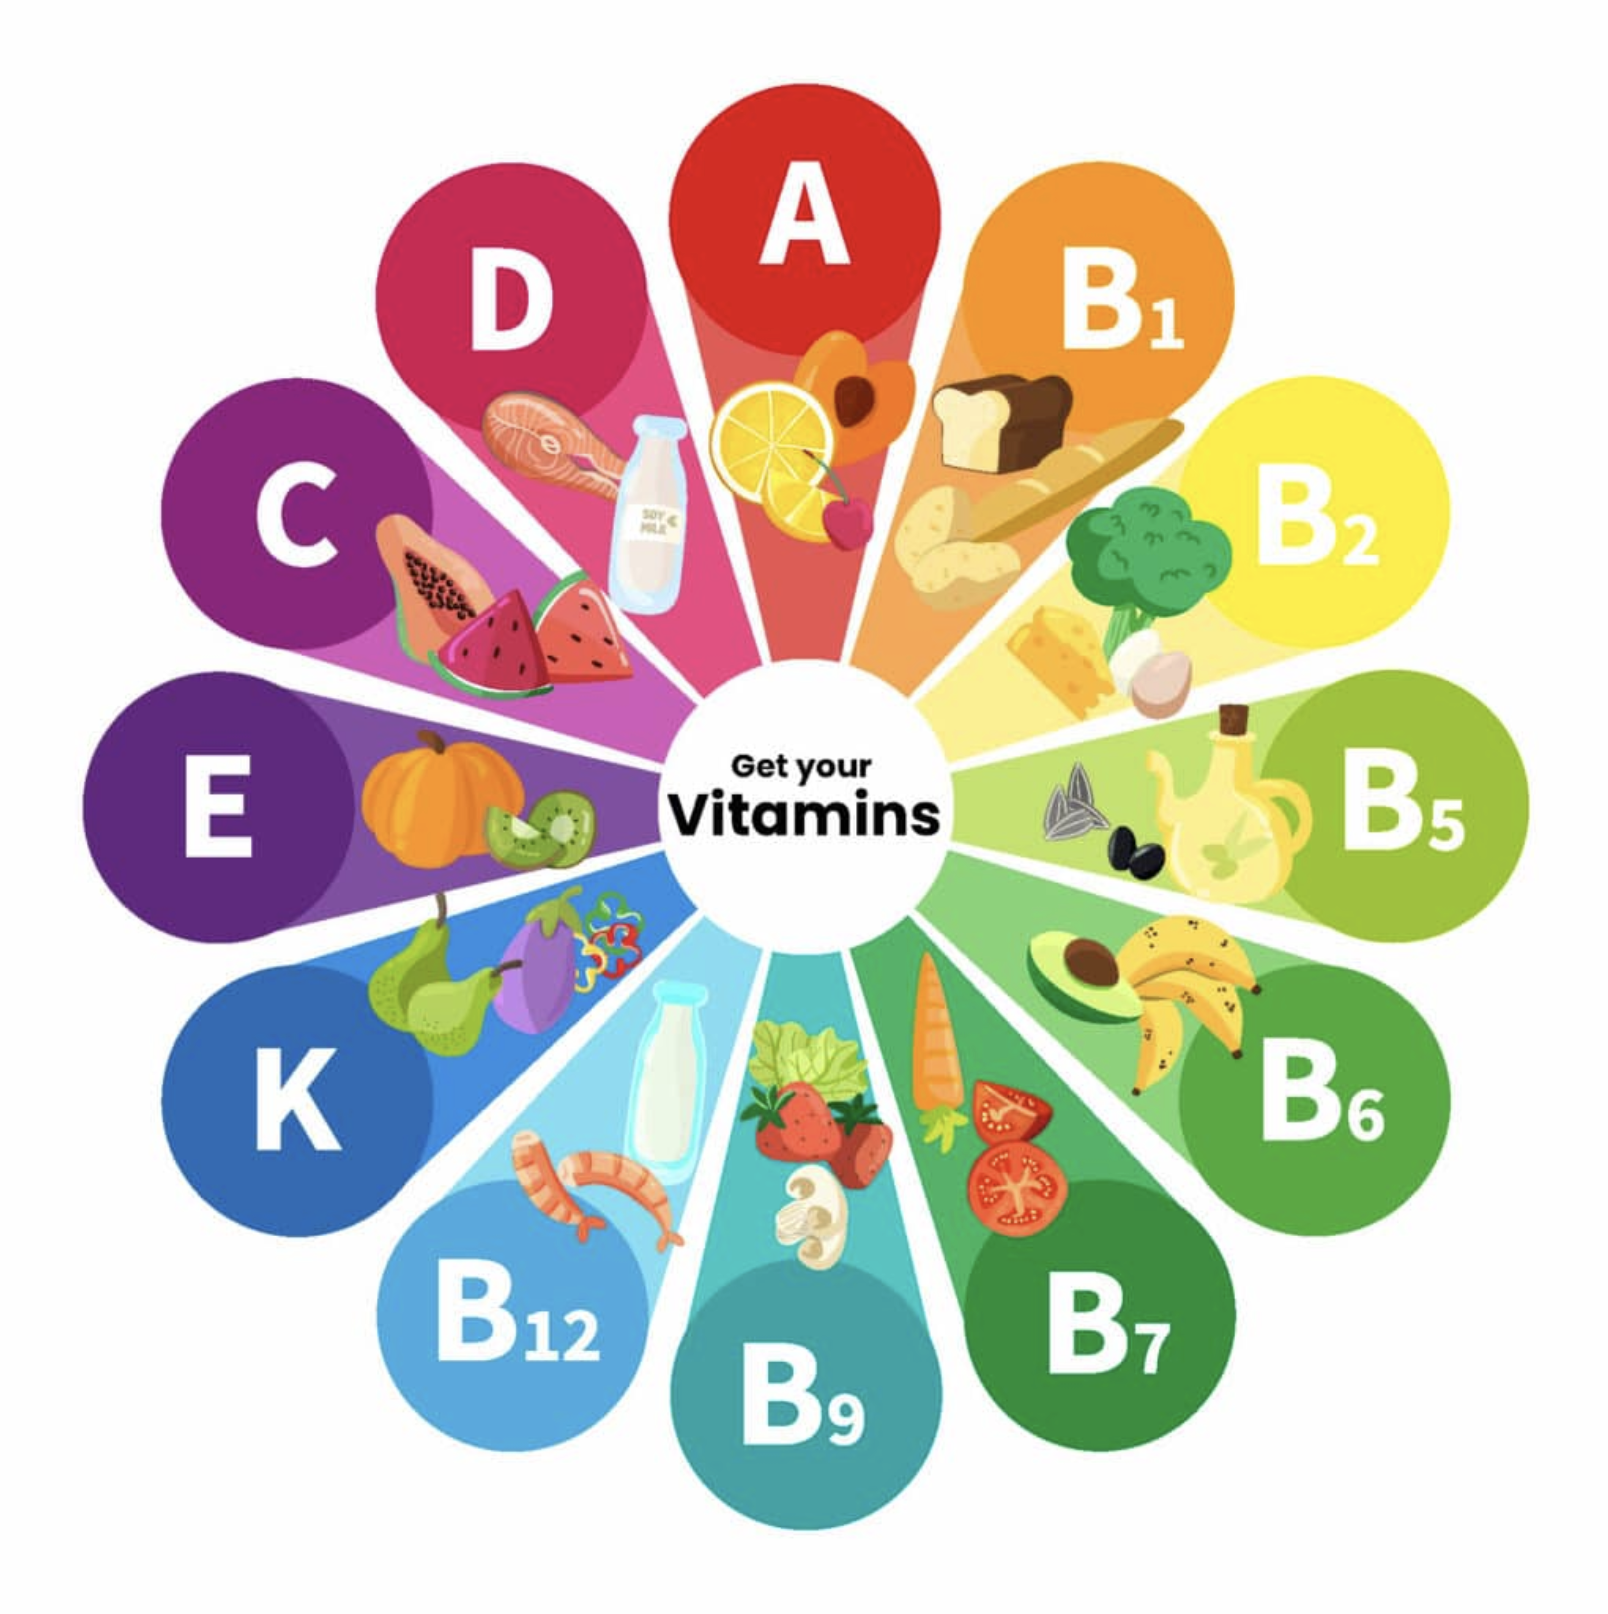 A
B1
B2
B5
B6
B7
B9
B12
K
E
C
D
SOY
MILK
Get your
Vitamins